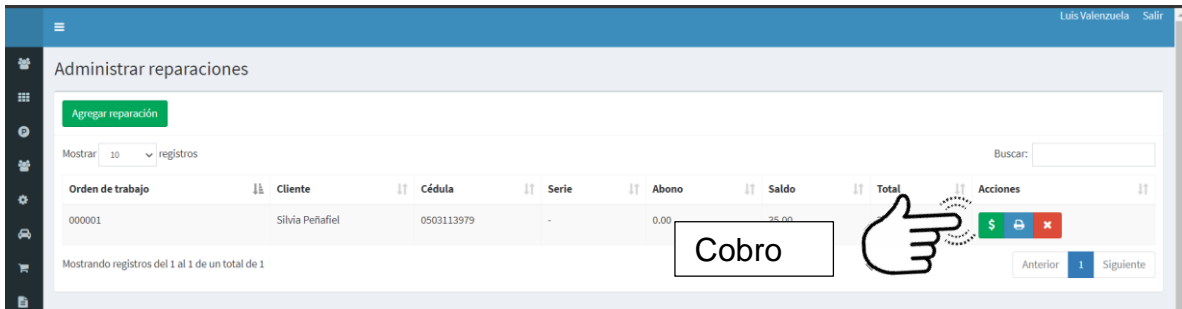 Luis Valenzuela Salir
Administrar reparaciones
Agregar reparación
Mostrar 10 registros Buscar:
Orden de trabajo Cliente Cédula Serie Abono Saldo Total Acciones
000001 Silvia Peñafiel 0503113979 - 0.00 35.00
Cobro
Mostrando registros del 1 al 1 de un total de 1 Anterior 1 Siguiente